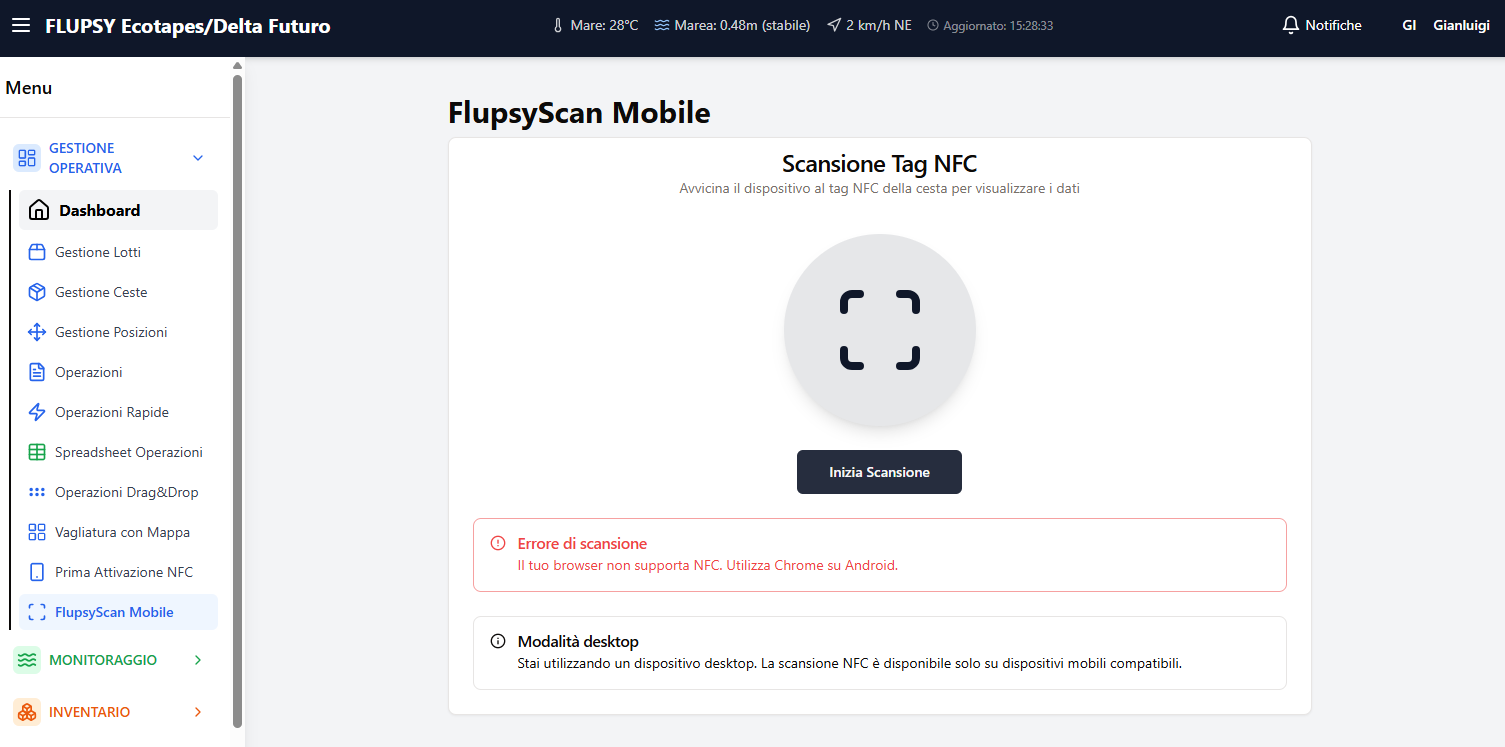 FLUPSY Ecotapes/Delta Futuro
Mare: 28°C
Marea: 0.48m (stabile)
2 km/h NE
Aggiornato: 15:28:33
Notifiche
GI
Gianluigi
Menu
GESTIONE
OPERATIVA
Dashboard
Gestione Lotti
Gestione Ceste
Gestione Posizioni
Operazioni
Operazioni Rapide
Spreadsheet Operazioni
Operazioni Drag&Drop
Vagliatura con Mappa
Prima Attivazione NFC
FlupsyScan Mobile
MONITORAGGIO
INVENTARIO
FlupsyScan Mobile
Scansione Tag NFC
Avvicina il dispositivo al tag NFC della cesta per visualizzare i dati
Inizia Scansione
Errore di scansione
Il tuo browser non supporta NFC. Utilizza Chrome su Android.
Modalità desktop
Stai utilizzando un dispositivo desktop. La scansione NFC è disponibile solo su dispositivi mobili compatibili.